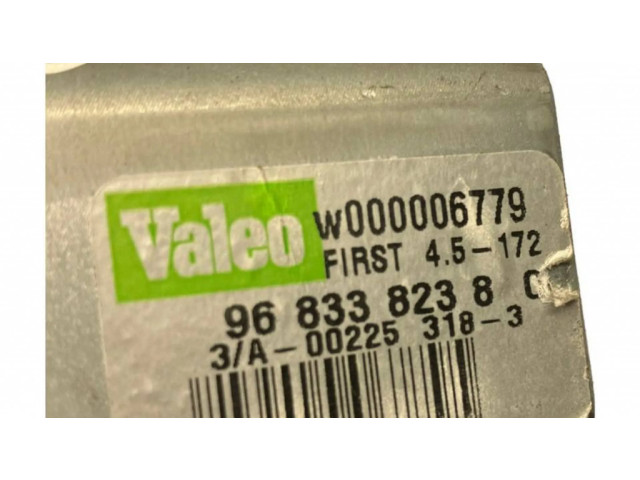 Valeo w000006779
FIRST 4.5-172
96 833 823 8
3/A-00225 318-3